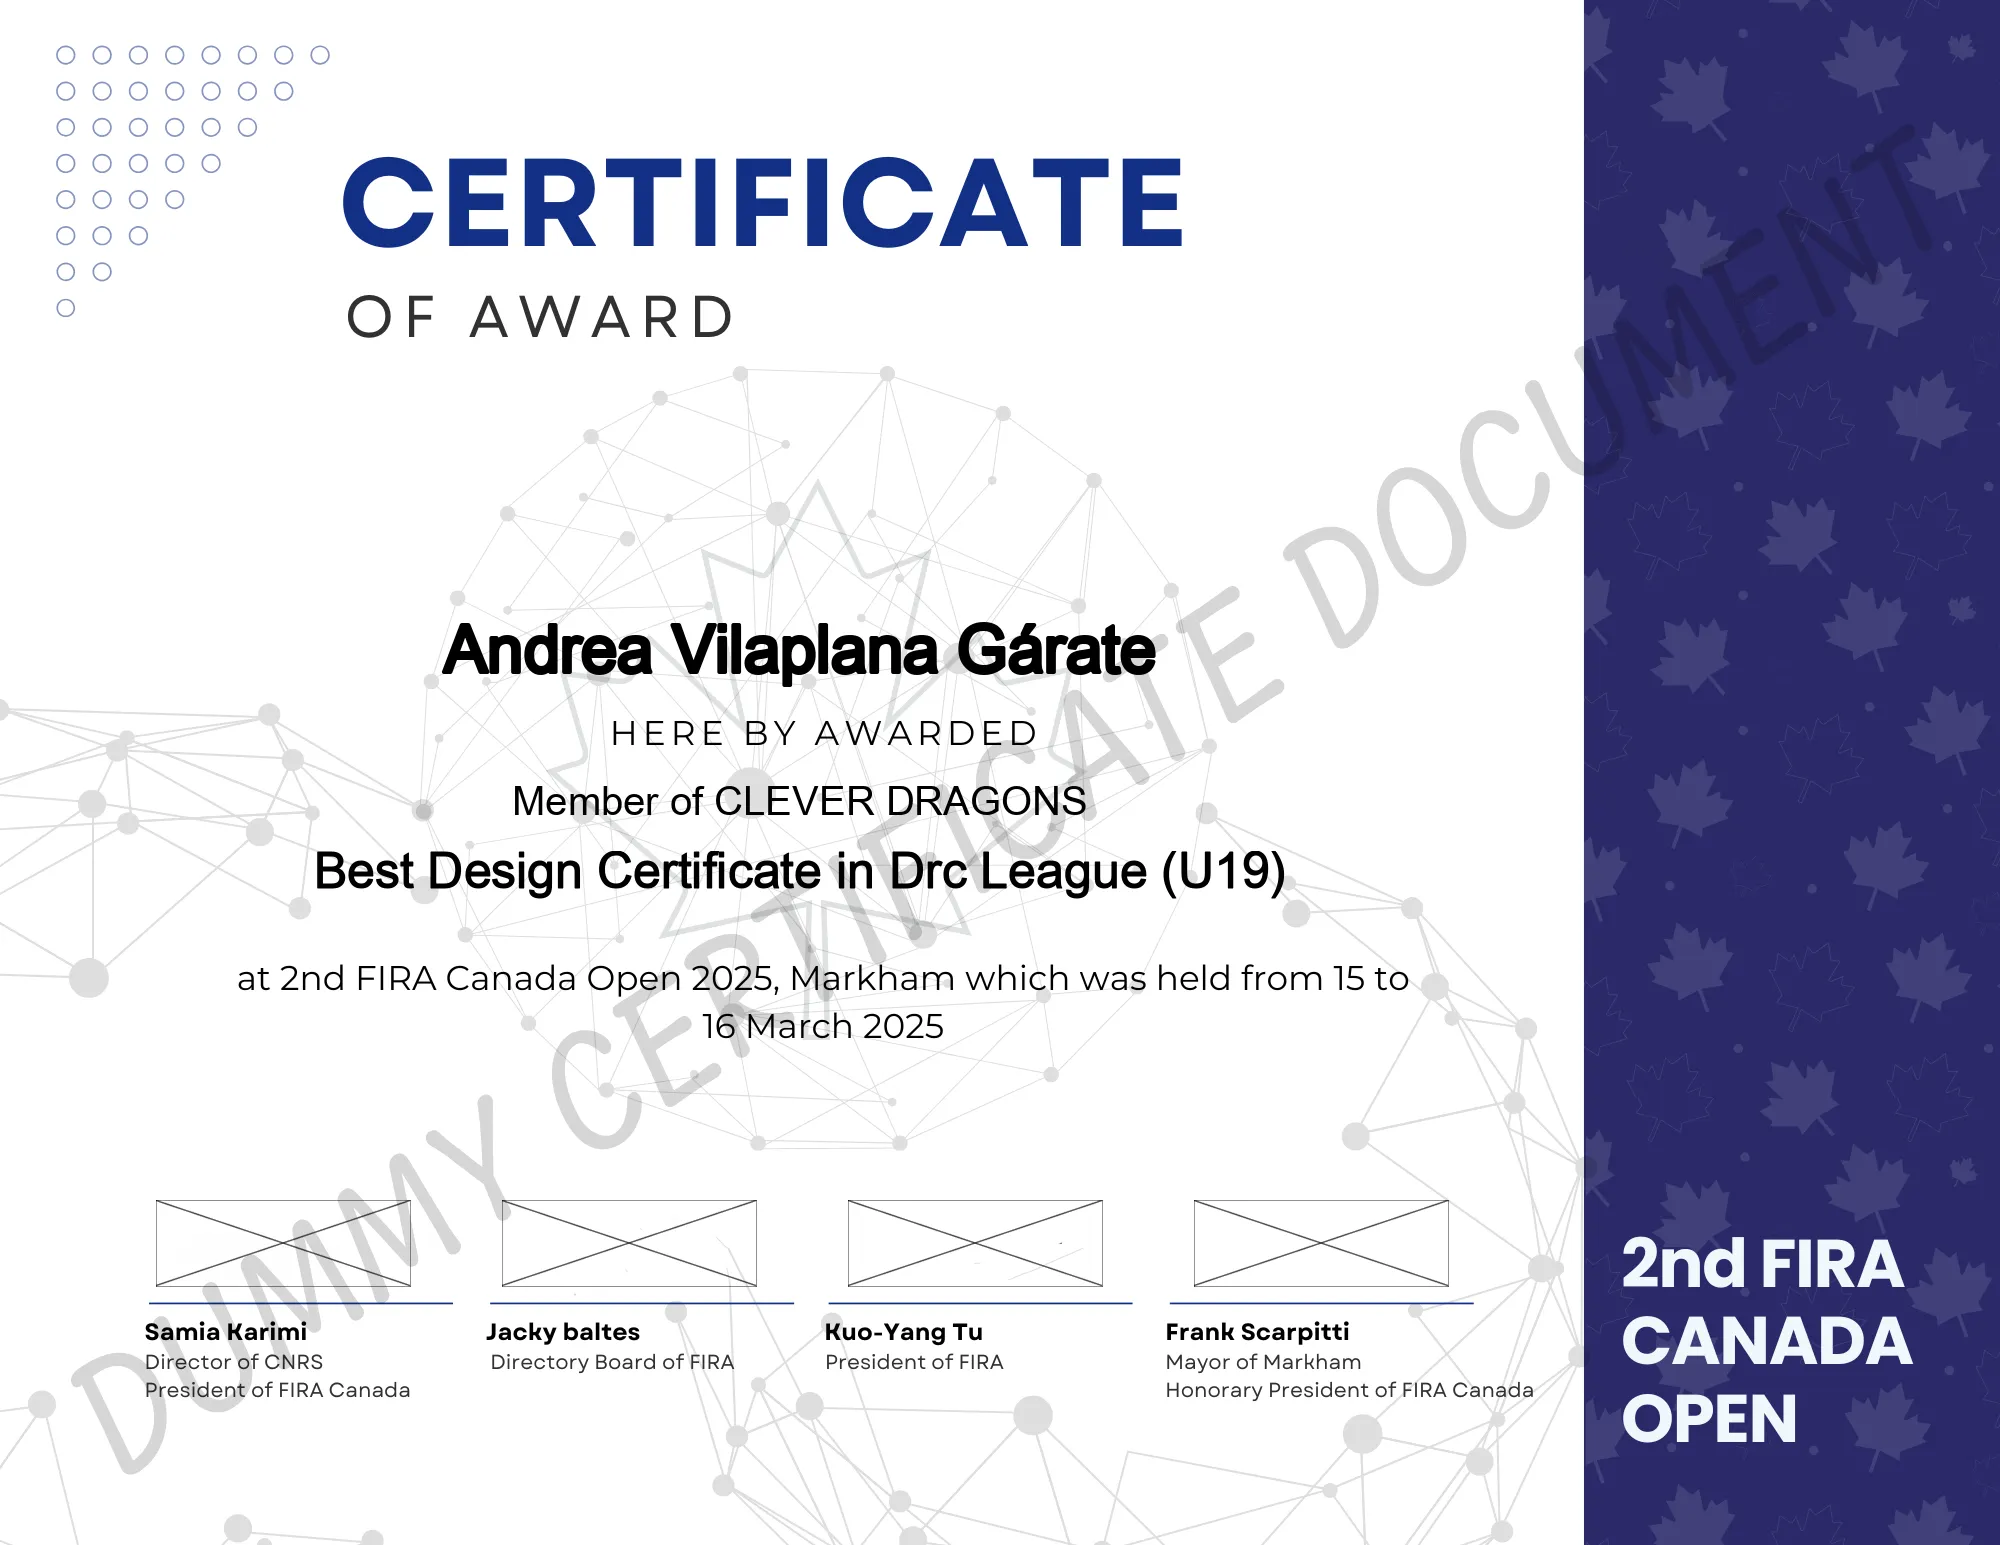 CERTIFICATE
OF AWARD
Andrea Vilaplana Gárate
HERE BY AWARDED
Member of CLEVER DRAGONS
Best Design Certificate in Drc League (U19)
at 2nd FIRA Canada Open 2025, Markham which was held from 15 to
16 March 2025
DUMMY CERTIFICATE DOCUMENT
Samia Karimi
Director of CNRS
President of FIRA Canada
Jacky baltes
Directory Board of FIRA
Kuo-Yang Tu
President of FIRA
Frank Scarpitti
Mayor of Markham
Honorary President of FIRA Canada
2nd FIRA
CANADA
OPEN